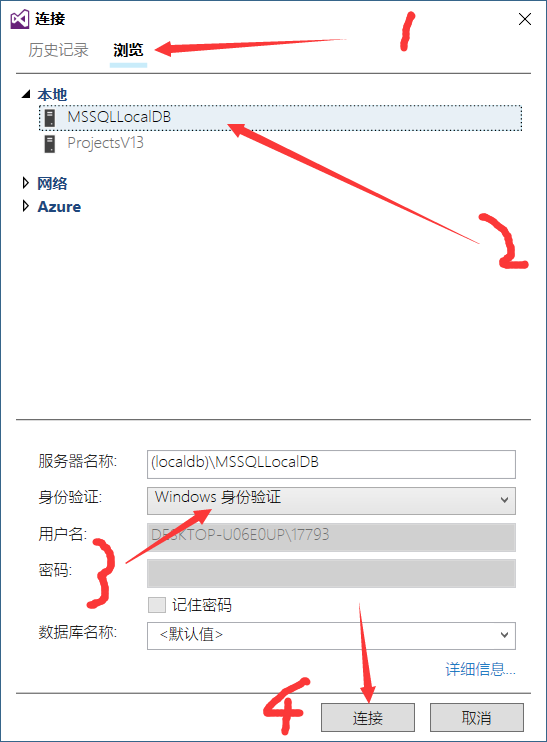 连接
1
历史记录 浏览
本地
MSSQLLocalDB
ProjectsV13
网络
2
Azure
服务器名称: (localdb)\MSSQLLocalDB
身份验证: Windows 身份验证
用户名: DESKTOP-U06E0UP\17793
3
密码:
记住密码
数据库名称: <默认值>
详细信息...
4
连接 取消